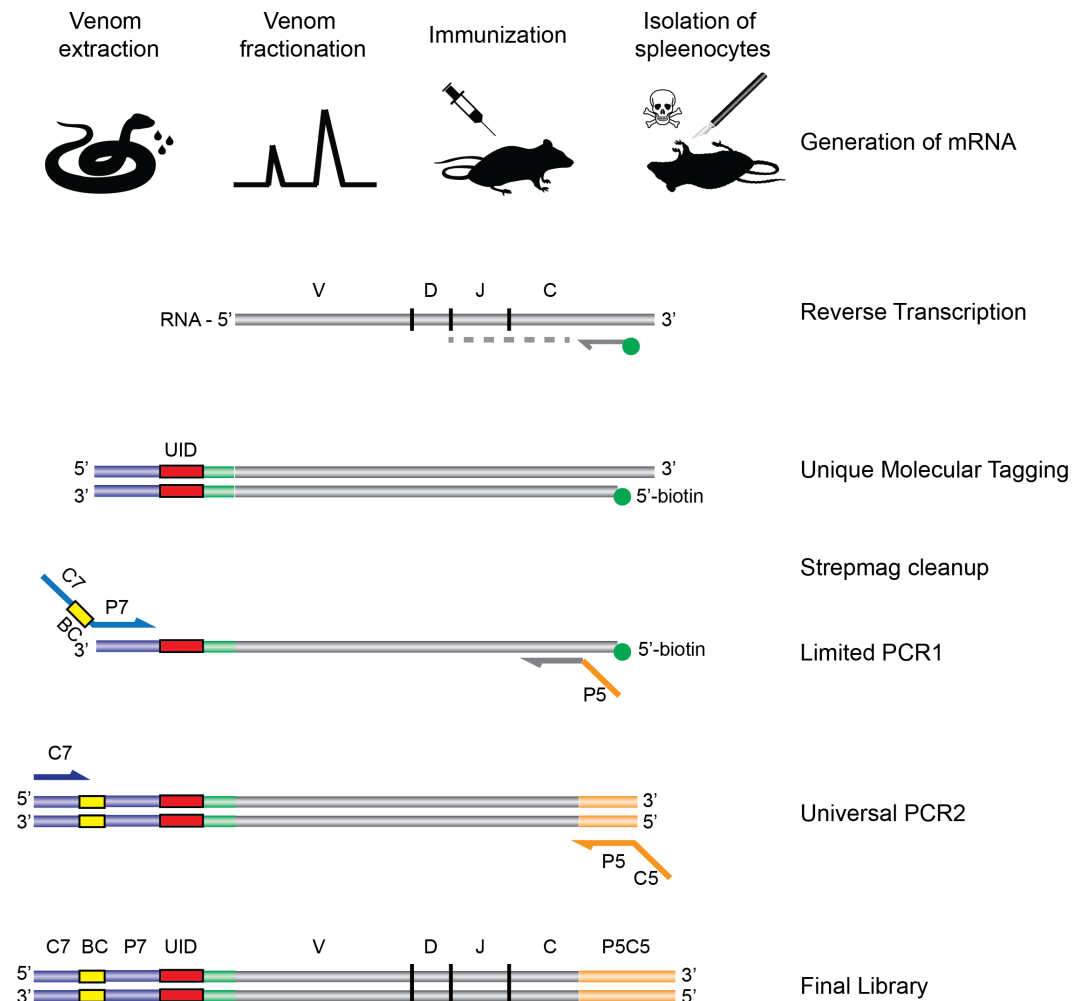 Venom
extraction
Venom
fractionation
Immunization
Isolation of
spleenocytes
Generation of mRNA
V D J C
RNA - 5’ 3’
Reverse Transcription
UID
5’ 3’
3’ 5’-biotin
Unique Molecular Tagging
Strepmag cleanup
C7
BC
P7
3’ 5’-biotin
P5
Limited PCR1
C7
5’ 3’
3’ 5’
P5
C5
Universal PCR2
C7 BC P7 UID V D J C P5C5
5’ 3’
3’ 5’
Final Library